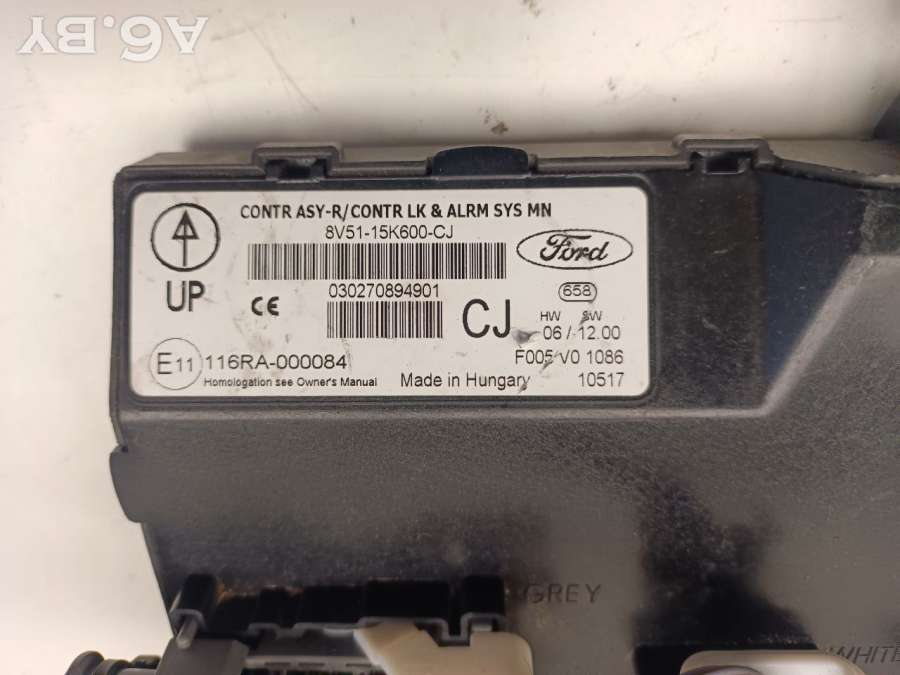 A6.BY
CONTR ASY-R/CONTR LK & ALRM SYS MN
8V51-15K600-CJ
Ford
UP
CE
030270894901
CJ
658
HW SW
06 / 12.00
E11 116RA-000084
F005 V0 1086
Homologation see Owner's Manual
Made in Hungary
10517
GREY
WHITE